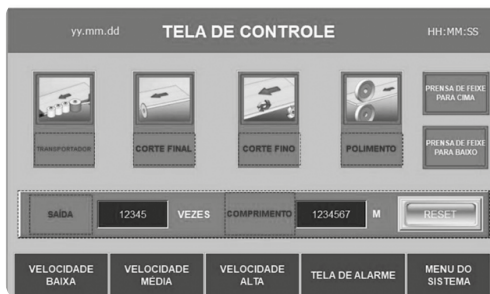 yy.mm.dd TELA DE CONTROLE HH:MM:SS
PRENSA DE FEIXE
PARA CIMA
TRANSPORTADOR CORTE FINAL CORTE FINO POLIMENTO
PRENSA DE FEIXE
PARA BAIXO
SAÍDA 12345 VEZES COMPRIMENTO 1234567 M RESET
VELOCIDADE
BAIXA
VELOCIDADE
MÉDIA
VELOCIDADE
ALTA
TELA DE ALARME
MENU DO
SISTEMA